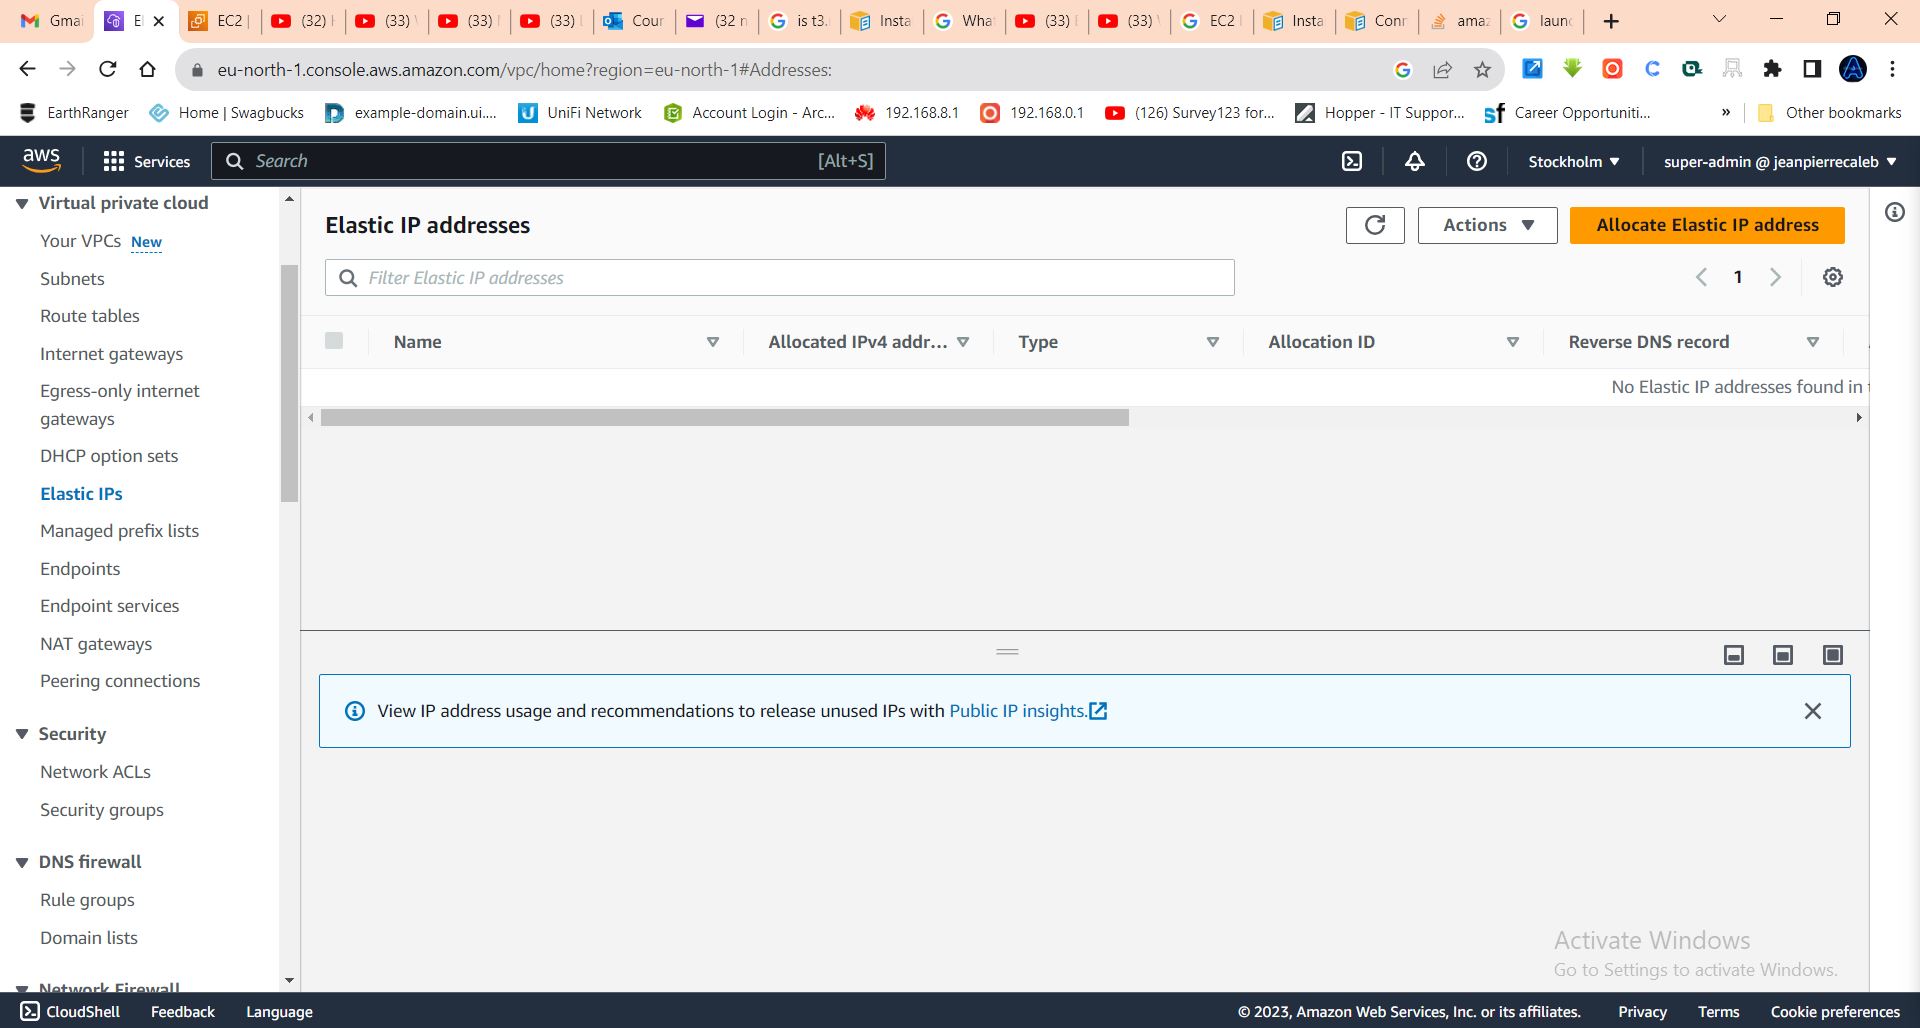 Gmai
El
EC2 |
(32)
(33)
(33)
(33)
Cour
(32 n
is t3.
Insta
Wha
(33)
(33)
EC2
Insta
Conn
amaz
laun
eu-north-1.console.aws.amazon.com/vpc/home?region=eu-north-1#Addresses:
EarthRanger
Home | Swagbucks
example-domain.ui....
UniFi Network
Account Login - Arc...
192.168.8.1
192.168.0.1
(126) Survey123 for...
Hopper - IT Suppor...
Career Opportuniti...
»
Other bookmarks
aws
Services
Search
[Alt+S]
Stockholm
super-admin @ jeanpierrecaleb
Virtual private cloud
Your VPCs New
Subnets
Route tables
Internet gateways
Egress-only internet
gateways
DHCP option sets
Elastic IPs
Managed prefix lists
Endpoints
Endpoint services
NAT gateways
Peering connections
Security
Network ACLs
Security groups
DNS firewall
Rule groups
Domain lists
Network Firewall
Elastic IP addresses
Actions
Allocate Elastic IP address
Filter Elastic IP addresses
1
Name
Allocated IPv4 addr...
Type
Allocation ID
Reverse DNS record
No Elastic IP addresses found in
View IP address usage and recommendations to release unused IPs with Public IP insights.
Activate Windows
Go to Settings to activate Windows.
CloudShell
Feedback
Language
© 2023, Amazon Web Services, Inc. or its affiliates.
Privacy
Terms
Cookie preferences